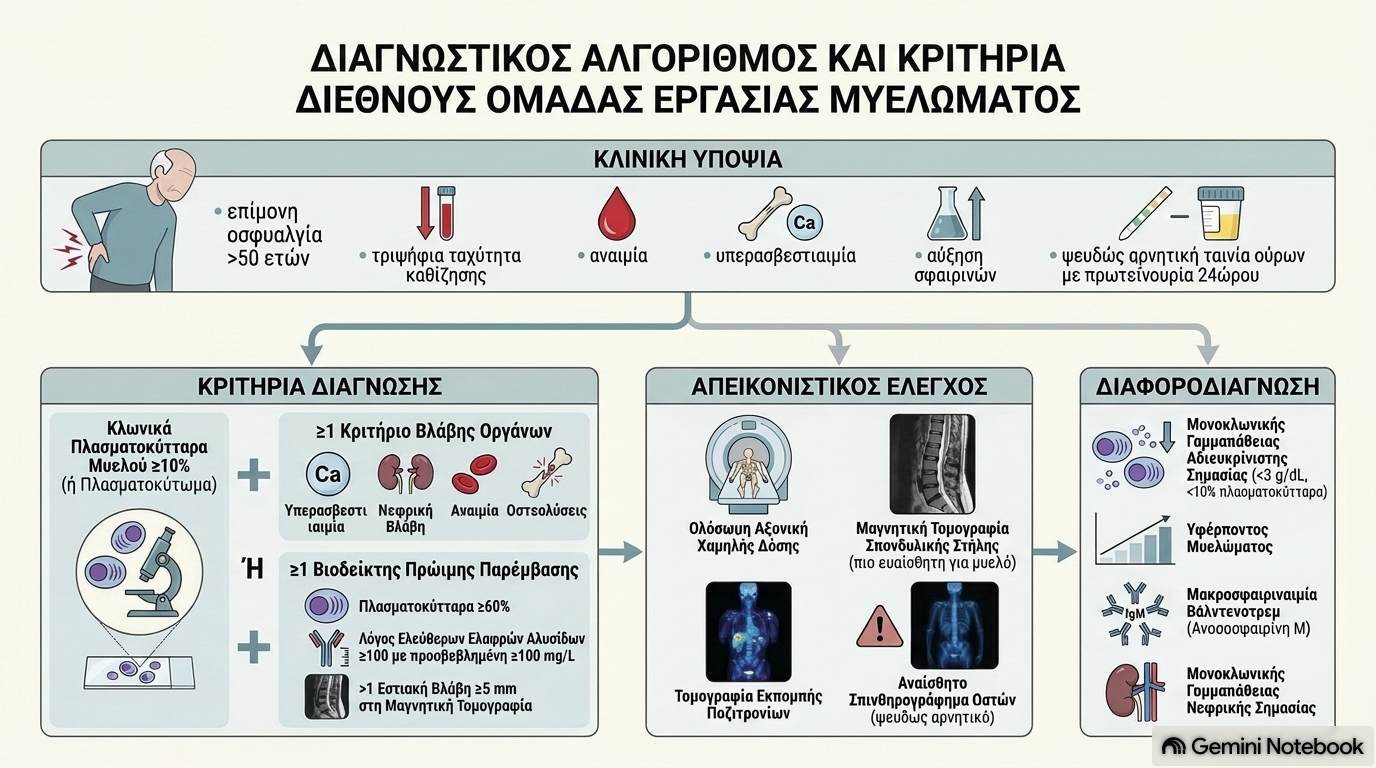 ΔΙΑΓΝΩΣΤΙΚΟΣ ΑΛΓΟΡΙΘΜΟΣ ΚΑΙ ΚΡΙΤΗΡΙΑ
ΔΙΕΘΝΟΥΣ ΟΜΑΔΑΣ ΕΡΓΑΣΙΑΣ ΜΥΕΛΩΜΑΤΟΣ
ΚΛΙΝΙΚΗ ΥΠΟΨΙΑ
• επίμονη
οσφυαλγία
>50 ετών
• τριψήφια ταχύτητα
καθίζησης
• αναιμία
Ca
• υπερασβεστιαιμία
• αύξηση
σφαιρινών
• ψευδώς αρνητική ταινία ούρων
με πρωτεϊνουρία 24ώρου
ΚΡΙΤΗΡΙΑ ΔΙΑΓΝΩΣΗΣ
Κλωνικά
Πλασματοκύτταρα
Μυελού ≥10%
(ή Πλασματοκύτωμα)
+
≥1 Κριτήριο Βλάβης Οργάνων
Ca
Υπερασβεστι
αιμία
Νεφρική
Βλάβη
Αναιμία
Οστεολύσεις
Ή
+
≥1 Βιοδείκτης Πρώιμης Παρέμβασης
Πλασματοκύτταρα ≥60%
Λόγος Ελεύθερων Ελαφρών Αλυσίδων
≥100 με προσβεβλημένη ≥100 mg/L
>1 Εστιακή Βλάβη ≥5 mm
στη Μαγνητική Τομογραφία
ΑΠΕΙΚΟΝΙΣΤΙΚΟΣ ΕΛΕΓΧΟΣ
Ολόσωυη Αξονική
Χαμηλής Δόσης
Μαγνητική Τομογραφία
Σπονδυλικής Στήλης
(πιο ευαίσθητη για μυελό)
Τομογραφία Εκπομπής
Ποζιτρονίων
Αναίσθητο
Σπινθηρογράφημα Οστών
(ψευδώς αρνητικό)
ΔΙΑΦΟΡΟΔΙΑΓΝΩΣΗ
Μονοκλωνικής
Γαμμαπάθειας
Αδιευκρίνιστης
Σημασίας (<3 g/dL,
<10% πλαοματοκύτταρα)
Υφέρποντος
Μυελώματος
IgM
Μακροσφαιριναιμία
Βάλντενοτρεμ
(Ανοσοσφαιρίνη Μ)
Μονοκλωνικής
Γομμαπάθειας
Νεφρικής Σημασίας
Gemini Notebook